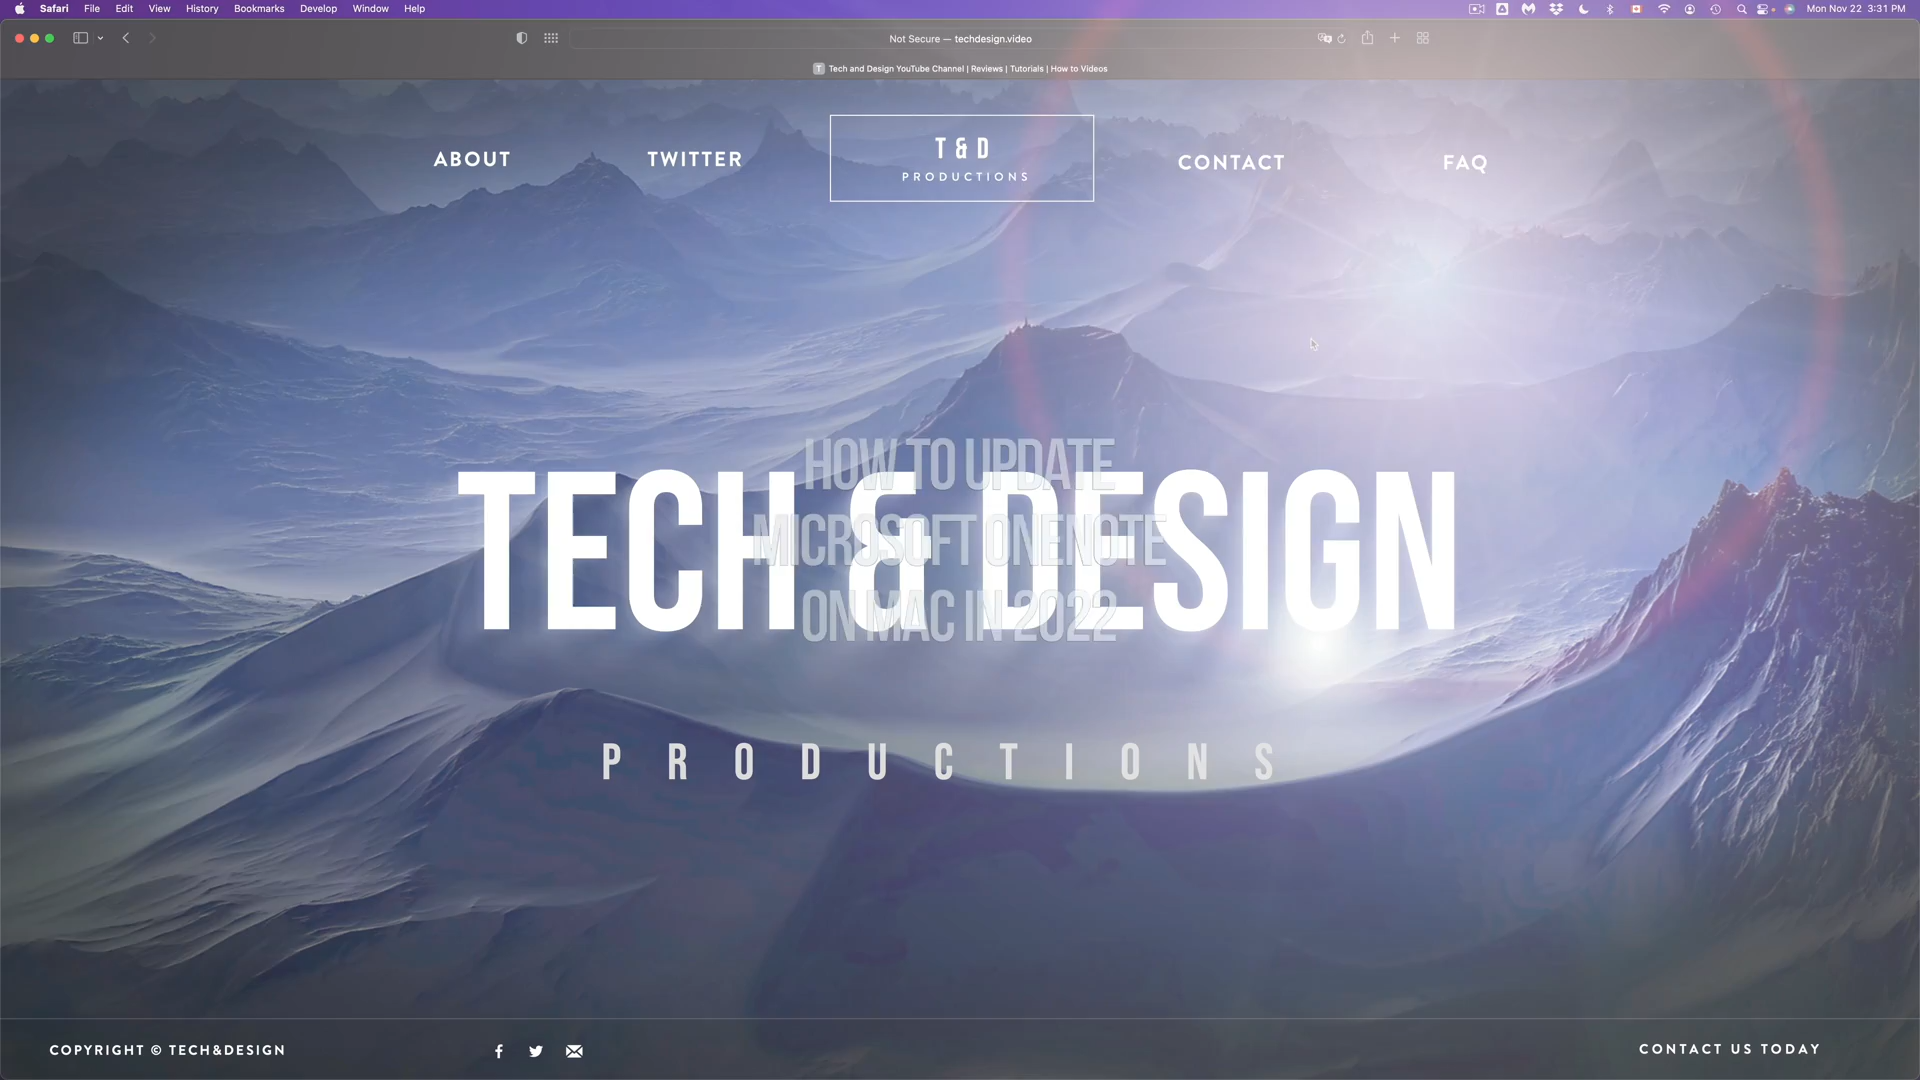 Safari File Edit View History Bookmarks Develop Window Help Mon Nov 22 3:31 PM
Not Secure — techdesign.video
T Tech and Design YouTube Channel | Reviews | Tutorials | How to Videos
ABOUT TWITTER T & D CONTACT FAQ
PRODUCTIONS
HOW TO UPDATE
MICROSOFT ONENOTE
ON MAC IN 2022
TECH & DESIGN
PRODUCTIONS
COPYRIGHT © TECH&DESIGN CONTACT US TODAY